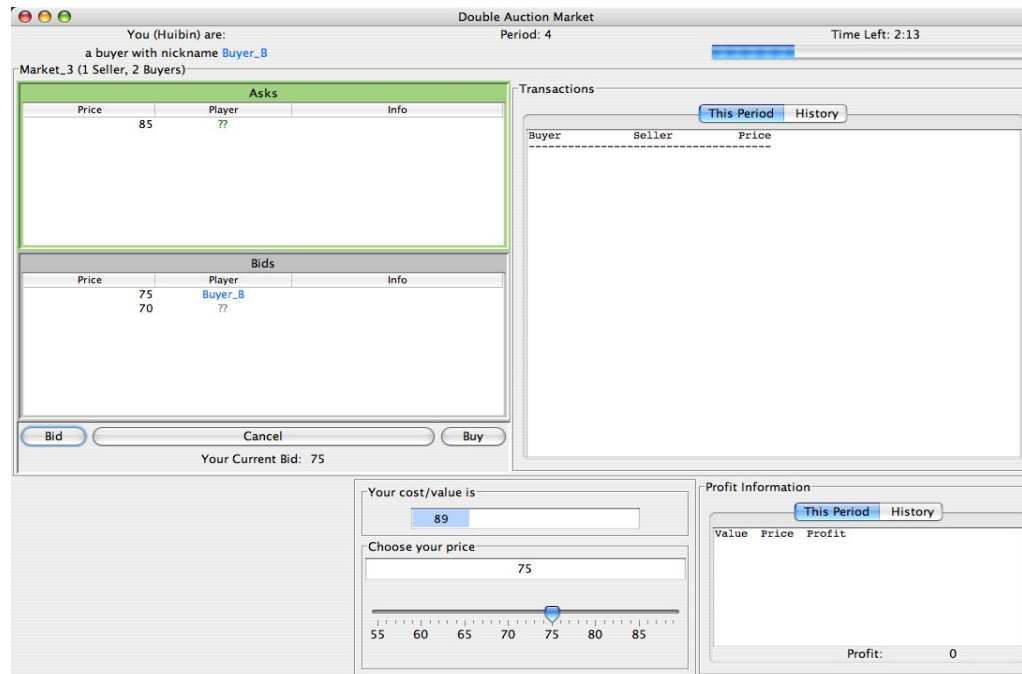 Double Auction Market
You (Huibin) are: Period: 4 Time Left: 2:13
a buyer with nickname Buyer_B
Market_3 (1 Seller, 2 Buyers)
Asks
Price Player Info
85 ??
Bids
Price Player Info
75 Buyer_B
70 ??
Bid Cancel Buy
Your Current Bid: 75
Transactions
This Period History
Buyer Seller Price
-------------------------------------
Your cost/value is
89
Choose your price
75
55 60 65 70 75 80 85
Profit Information
This Period History
Value Price Profit
Profit: 0